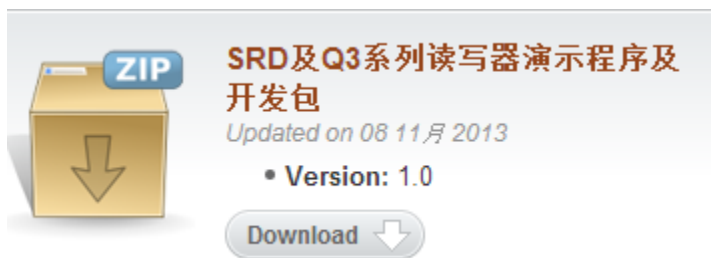 ZIP
SRD及Q3系列读写器演示程序及
开发包
Updated on 08 11月 2013
• Version: 1.0
Download